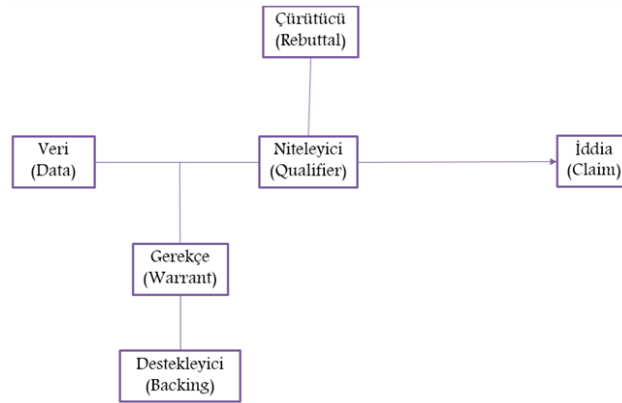 Çürütücü
(Rebuttal)
Veri
(Data)
Niteleyici
(Qualifier)
İddia
(Claim)
Gerekçe
(Warrant)
Destekleyici
(Backing)